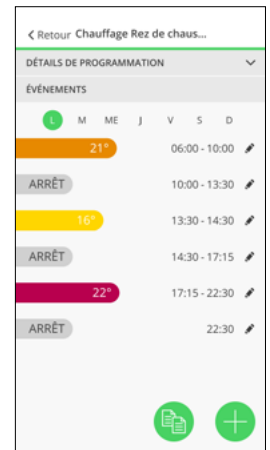 Retour Chauffage Rez de chaus...
DÉTAILS DE PROGRAMMATION
ÉVÉNEMENTS
L M ME J V S D
21° 06:00 - 10:00
ARRÊT 10:00 - 13:30
16° 13:30 - 14:30
ARRÊT 14:30 - 17:15
22° 17:15 - 22:30
ARRÊT 22:30